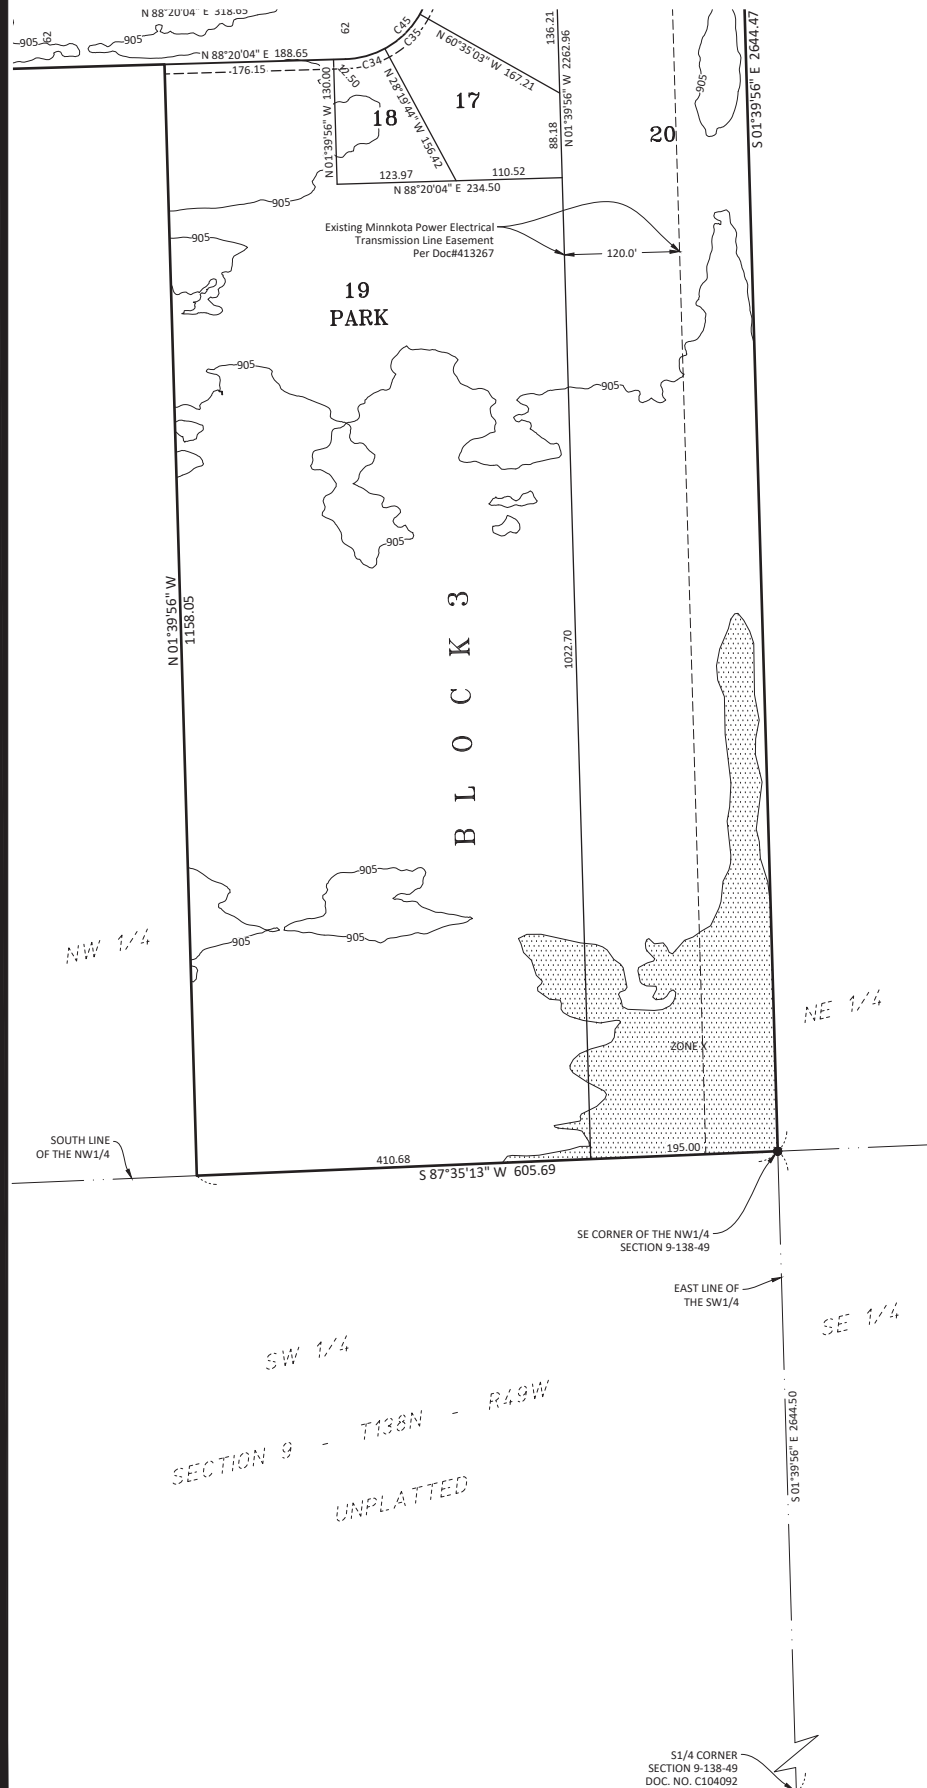 N 88°20'04" E 318.65
62
905
62
905
N 88°20'04" E 188.65
176.15
C45
C35
C34
12.50
N 60°35'03" W 167.21
136.21
N 01°39'56" W 2262.96
88.18
905
S 01°39'56" E 2644.47
N 01°39'56" W 130.00
18
N 28°19'44" W 156.42
17
20
123.97
110.52
N 88°20'04" E 234.50
905
905
Existing Minnkota Power Electrical
Transmission Line Easement
Per Doc#413267
120.0'
19
PARK
905
905
905
N 01°39'56" W
1158.05
BLOCK 3
1022.70
905
905
905
NW 1/4
NE 1/4
ZONE X
SOUTH LINE
OF THE NW1/4
410.68
195.00
S 87°35'13" W 605.69
SE CORNER OF THE NW1/4
SECTION 9-138-49
EAST LINE OF
THE SW1/4
SW 1/4
SE 1/4
SECTION 9 - T138N - R49W
UNPLATTED
S 01°39'56" E 2644.50
S1/4 CORNER
SECTION 9-138-49
DOC. NO. C104092